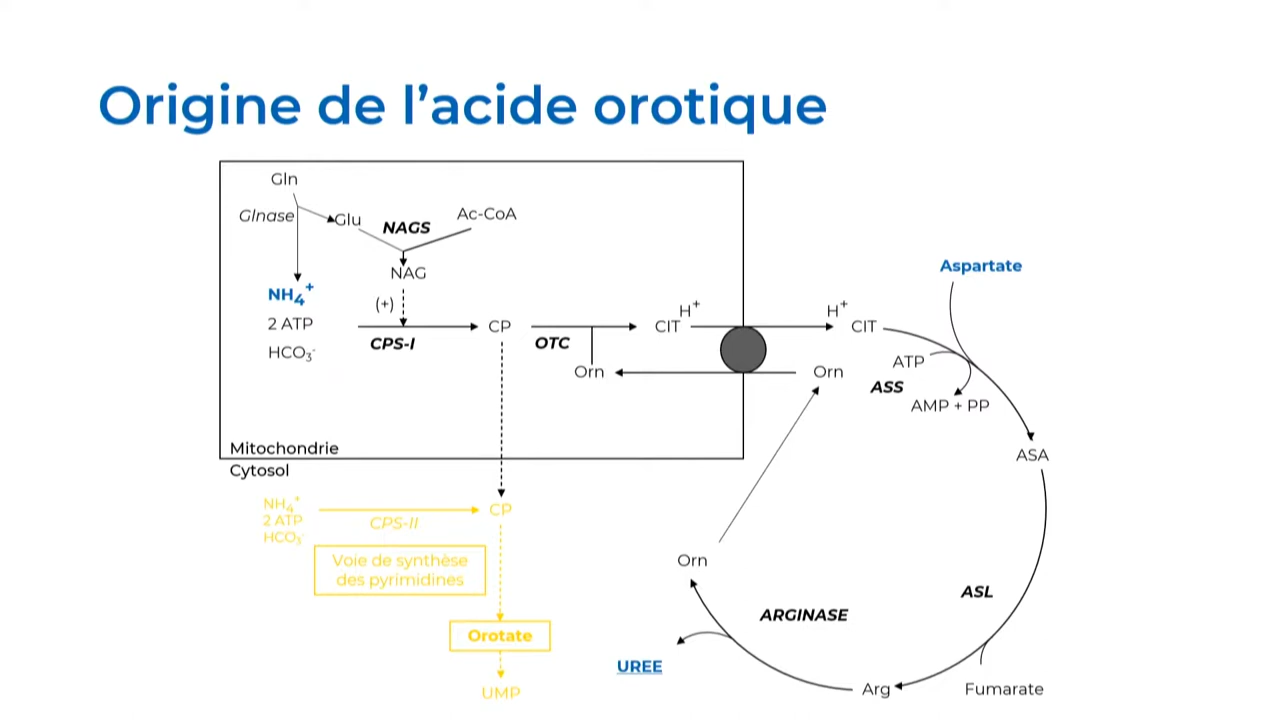 Origine de l’acide orotique
Gln
Glnase
Glu
NAGS
Ac-CoA
NAG
NH4+
(+)
2 ATP
HCO3-
CPS-I
CP
OTC
Orn
CIT
H+
H+
CIT
Orn
Aspartate
ATP
ASS
AMP + PP
ASA
Mitochondrie
Cytosol
NH4+
2 ATP
HCO3-
CPS-II
CP
Voie de synthèse
des pyrimidines
Orotate
UMP
Orn
ARGINASE
ASL
UREE
Arg
Fumarate